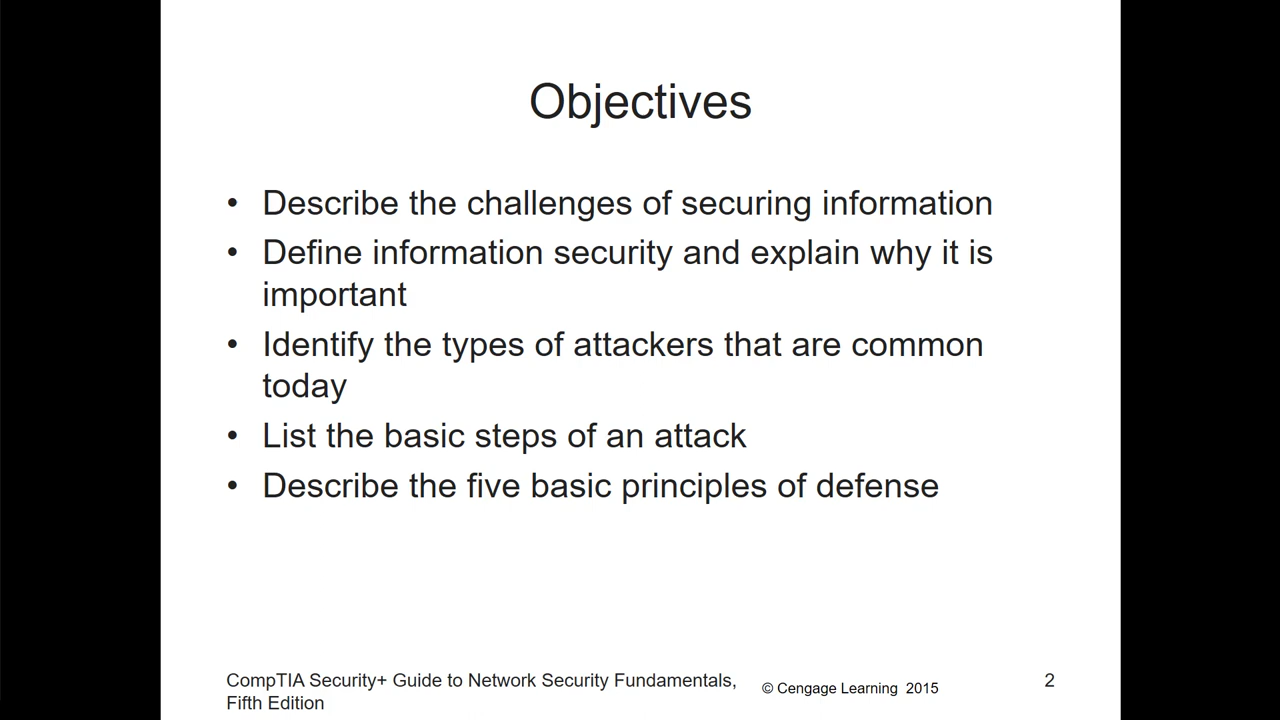 Objectives
• Describe the challenges of securing information
• Define information security and explain why it is
important
• Identify the types of attackers that are common
today
• List the basic steps of an attack
• Describe the five basic principles of defense
CompTIA Security+ Guide to Network Security Fundamentals,
Fifth Edition
© Cengage Learning 2015
2